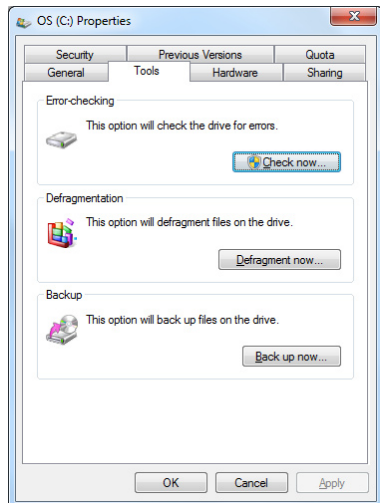 OS (C:) Properties
Security Previous Versions Quota
General Tools Hardware Sharing
Error-checking
This option will check the drive for errors.
Check now...
Defragmentation
This option will defragment files on the drive.
Defragment now...
Backup
This option will back up files on the drive.
Back up now...
OK Cancel Apply